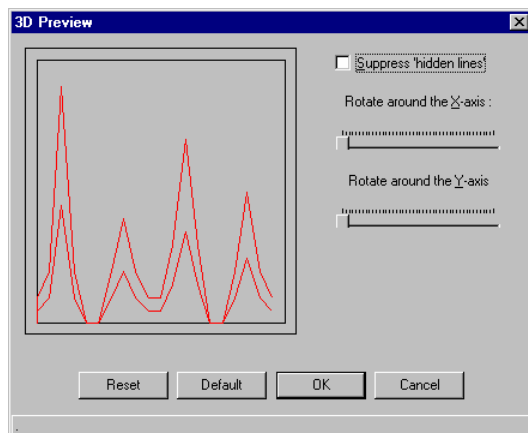 3D Preview
Suppress 'hidden lines'
Rotate around the X-axis :
Rotate around the Y-axis
Reset
Default
OK
Cancel
.